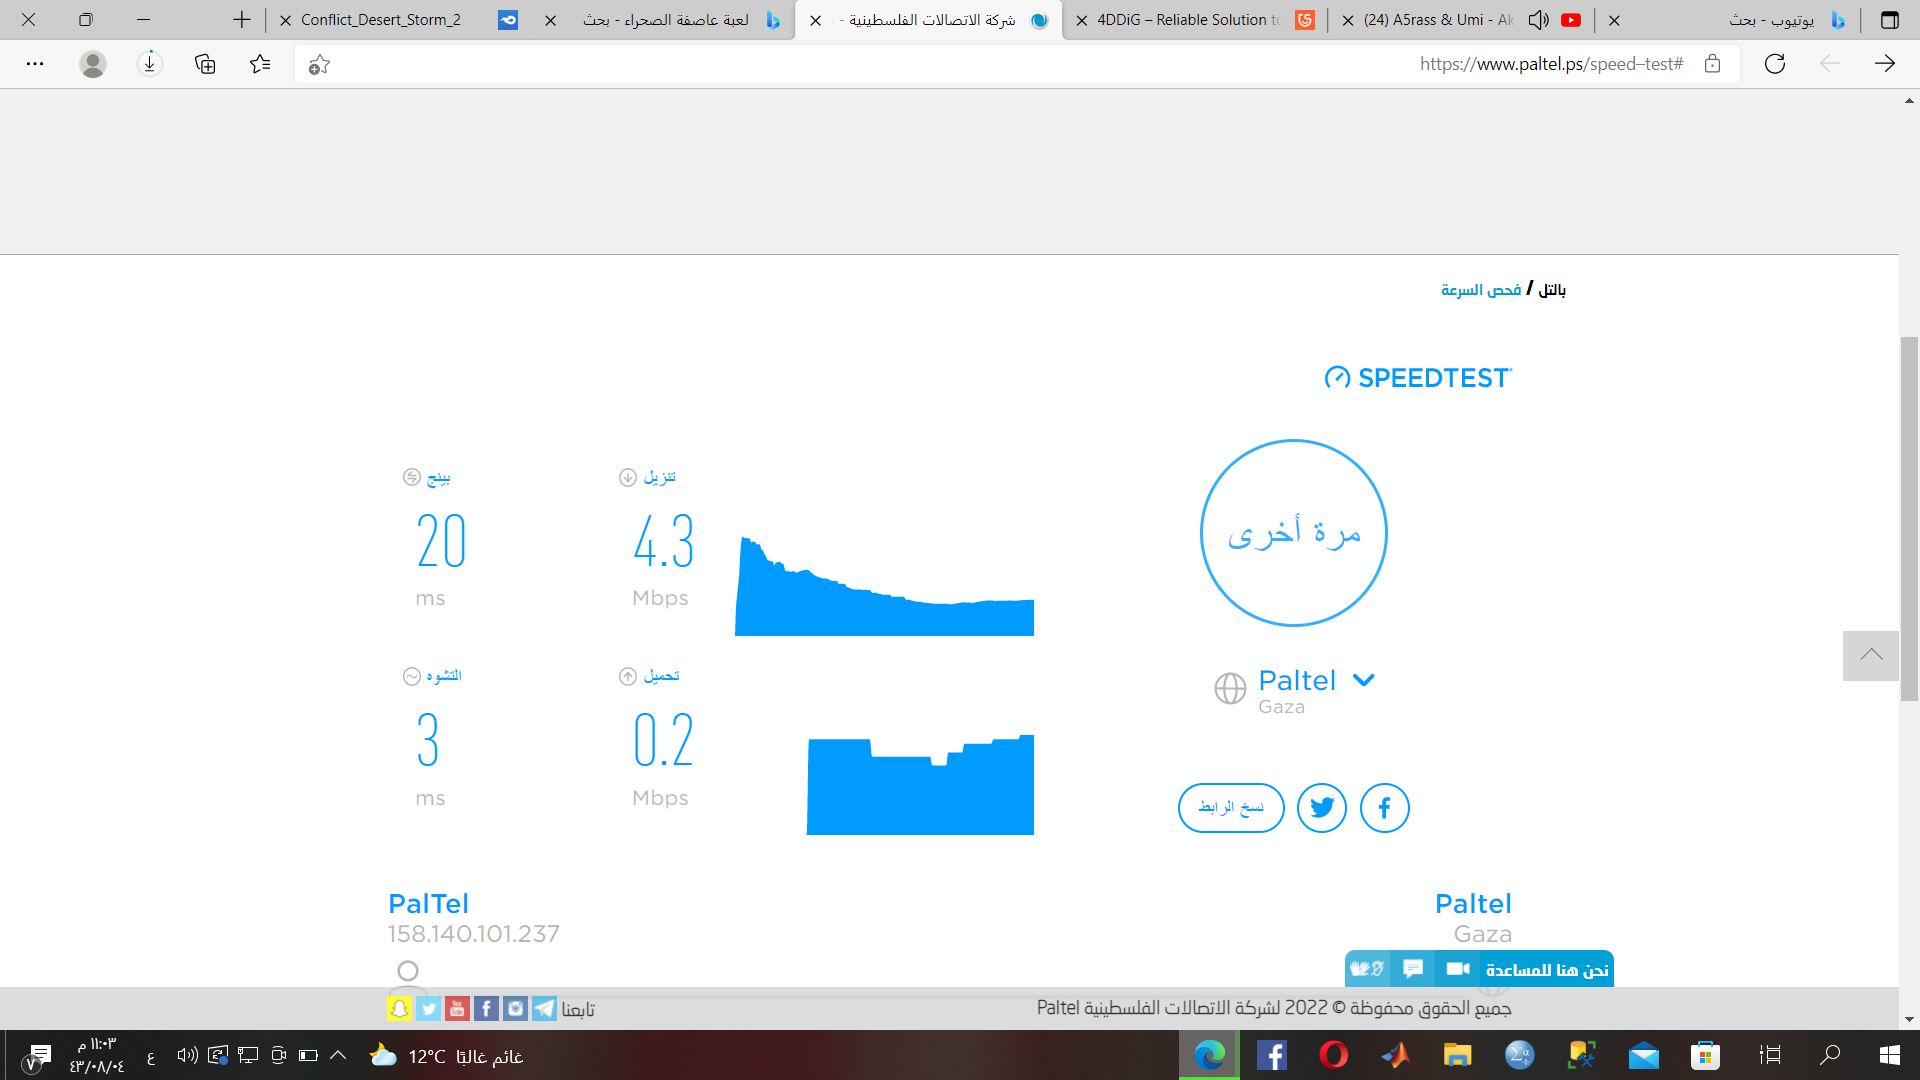 Conflict_Desert_Storm_2
لعبة عاصفة الصحراء - بحث
شركة الاتصالات الفلسطينية -
4DDiG – Reliable Solution to
(24) A5rass & Umi - Ak
يوتيوب - بحث
https://www.paltel.ps/speed-test#
بالتل / فحص السرعة
SPEEDTEST
بينج
20
ms
تنزيل
4.3
Mbps
مرة أخرى
التشوه
3
ms
تحميل
0.2
Mbps
Paltel
Gaza
نسخ الرابط
PalTel
158.140.101.237
Paltel
Gaza
نحن هنا للمساعدة
جميع الحقوق محفوظة © 2022 لشركة الاتصالات الفلسطينية Paltel
تابعنا
١١:٠٣ م
٤٣/٠٨/٠٤
٧
ع
12°C غائم غالبًا